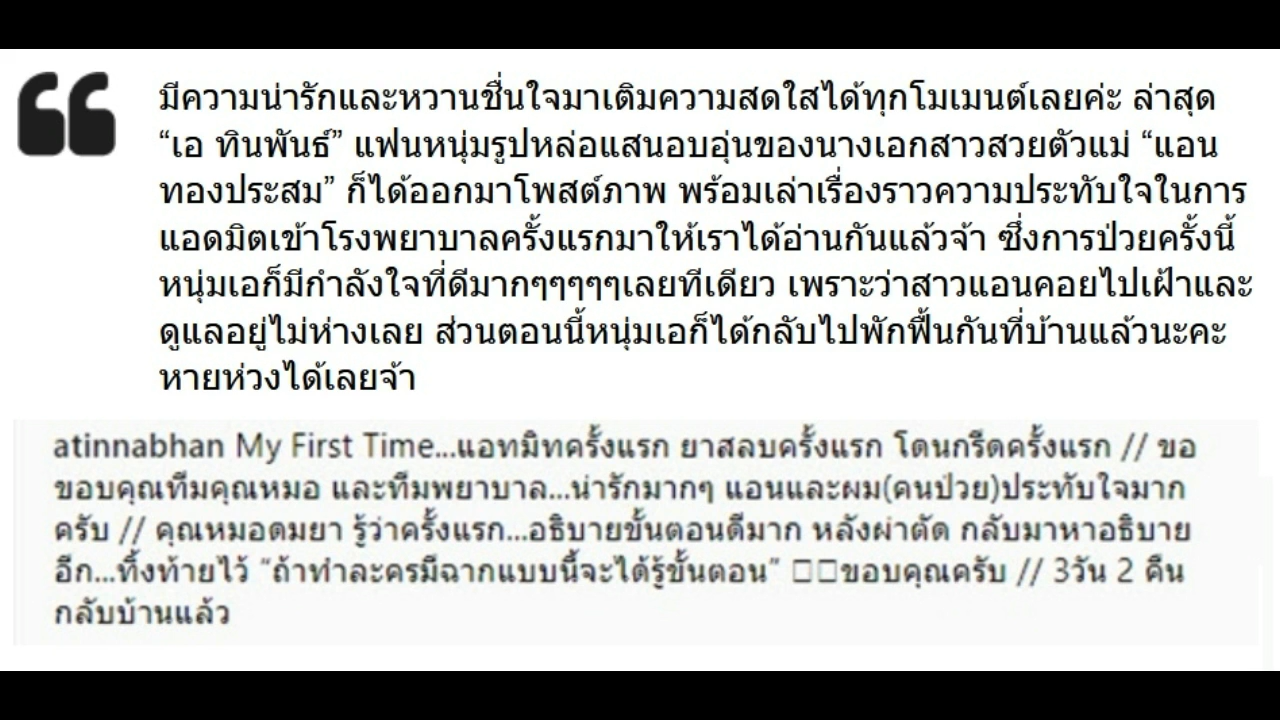 มีความน่ารักและหวานชื่นใจมาเติมความสดใสได้ทุกโมเมนต์เลยค่ะ ล่าสุด
“เอ ทินพันธ์” แฟนหนุ่มรูปหล่อแสนอบอุ่นของนางเอกสาวสวยตัวแม่ “แอน
ทองประสม” ก็ได้ออกมาโพสต์ภาพ พร้อมเล่าเรื่องราวความประทับใจในการ
แอดมิตเข้าโรงพยาบาลครั้งแรกมาให้เราได้อ่านกันแล้วจ้า ซึ่งการป่วยครั้งนี้
หนุ่มเอก็มีกำลังใจที่ดีมากๆๆๆๆๆเลยทีเดียว เพราะว่าสาวแอนคอยไปเฝ้าและ
ดูแลอยู่ไม่ห่างเลย ส่วนตอนนี้หนุ่มเอก็ได้กลับไปพักฟื้นกันที่บ้านแล้วนะคะ
หายห่วงได้เลยจ้า
atinnabhan My First Time...แอทมิทครั้งแรก ยาสลบครั้งแรก โดนกรีดครั้งแรก // ขอ
ขอบคุณทีมคุณหมอ และทีมพยาบาล...น่ารักมากๆ แอนและผม(คนป่วย)ประทับใจมาก
ครับ // คุณหมอดมยา รู้ว่าครั้งแรก...อธิบายขั้นตอนดีมาก หลังผ่าตัด กลับมาหาอธิบาย
อีก...ทิ้งท้ายไว้ “ถ้าทำละครมีฉากแบบนี้จะได้รู้ขั้นตอน” □□ขอบคุณครับ // 3วัน 2 คืน
กลับบ้านแล้ว